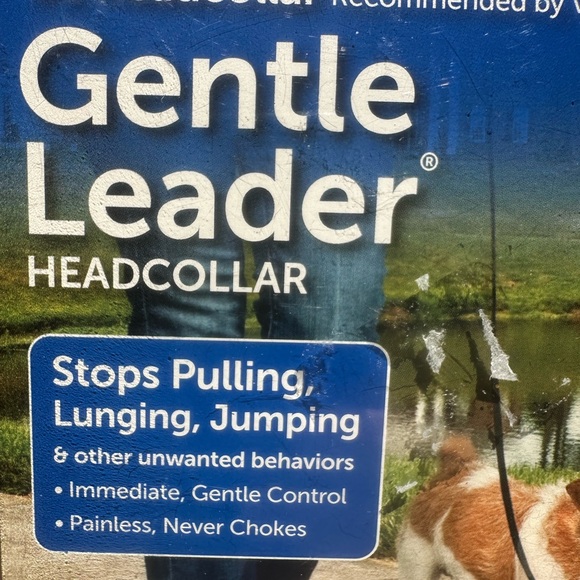 Recommended by
Gentle
Leader®
HEADCOLLAR
Stops Pulling,
Lunging, Jumping
& other unwanted behaviors
• Immediate, Gentle Control
• Painless, Never Chokes